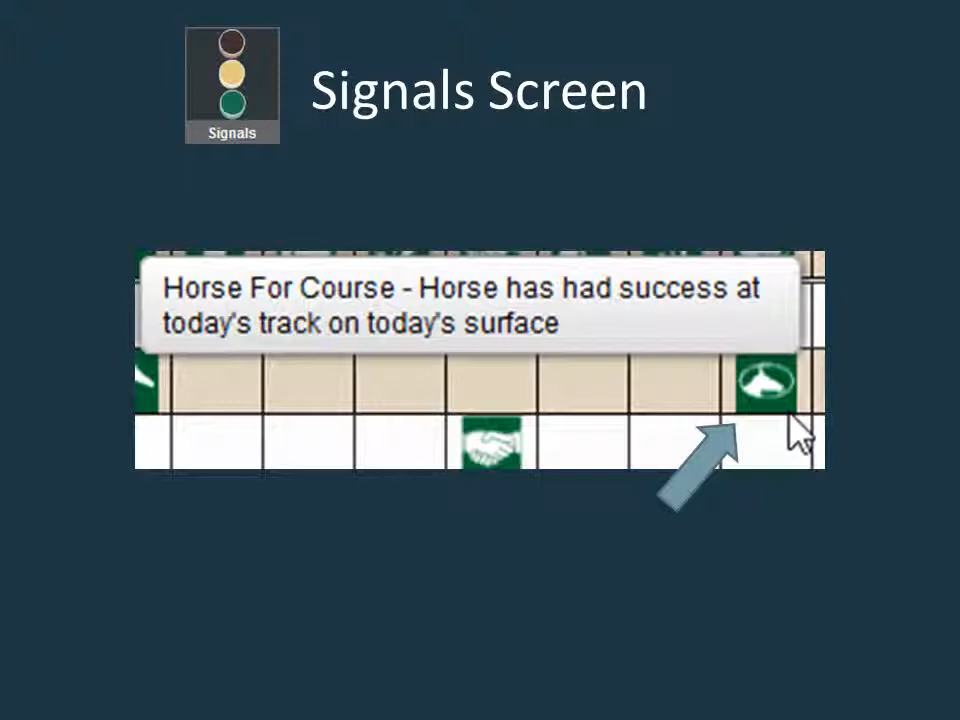 Signals Screen
Signals
Horse For Course - Horse has had success at
today's track on today's surface